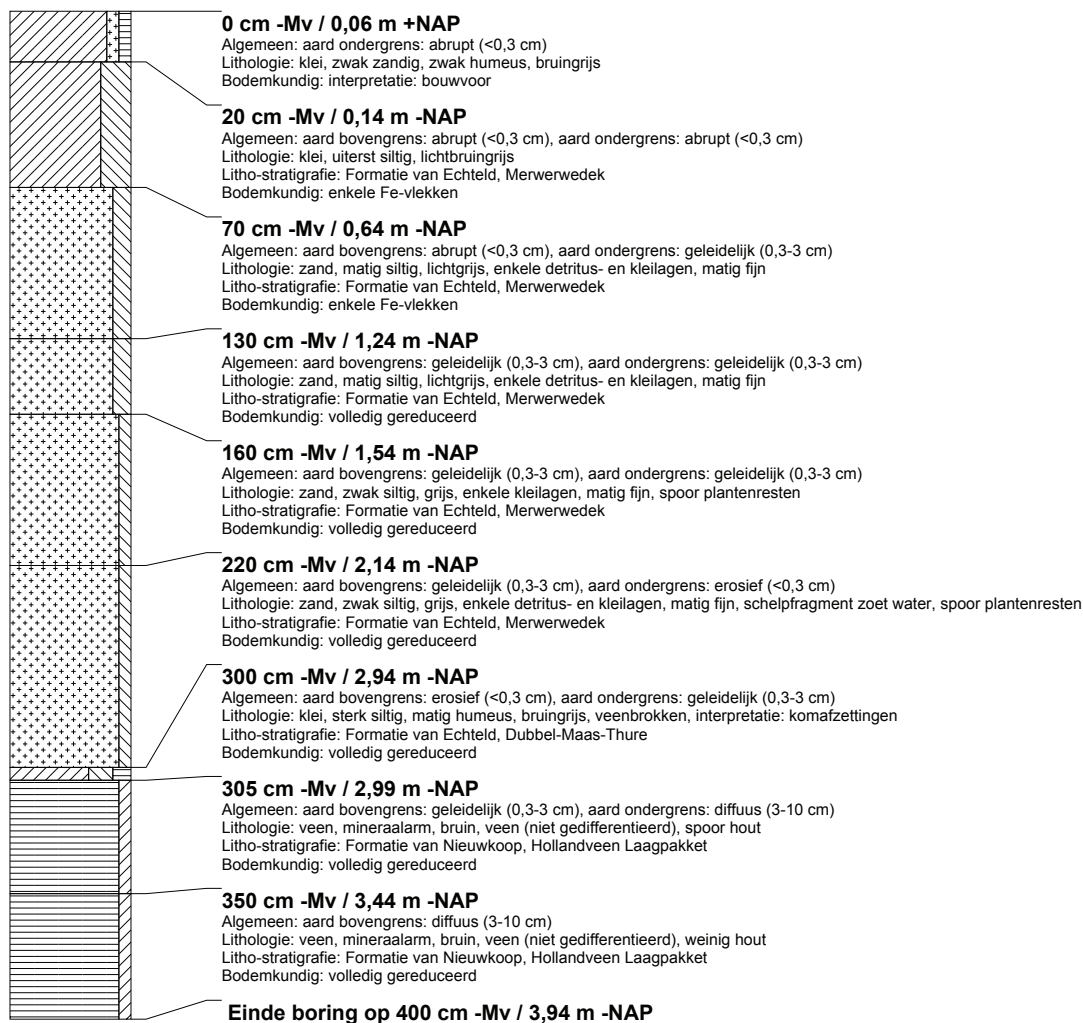 0 cm -Mv / 0,06 m +NAP
Algemeen: aard ondergrens: abrupt (<0,3 cm)
Lithologie: klei, zwak zandig, zwak humeus, bruingrijs
Bodemkundig: interpretatie: bouwvoor
20 cm -Mv / 0,14 m -NAP
Algemeen: aard bovengrens: abrupt (<0,3 cm), aard ondergrens: abrupt (<0,3 cm)
Lithologie: klei, uiterst siltig, lichtbruingrijs
Litho-stratigrafie: Formatie van Echteld, Merwerwedek
Bodemkundig: enkele Fe-vlekken
70 cm -Mv / 0,64 m -NAP
Algemeen: aard bovengrens: abrupt (<0,3 cm), aard ondergrens: geleidelijk (0,3-3 cm)
Lithologie: zand, matig siltig, lichtgrijs, enkele detritus- en kleilagen, matig fijn
Litho-stratigrafie: Formatie van Echteld, Merwerwedek
Bodemkundig: enkele Fe-vlekken
130 cm -Mv / 1,24 m -NAP
Algemeen: aard bovengrens: geleidelijk (0,3-3 cm), aard ondergrens: geleidelijk (0,3-3 cm)
Lithologie: zand, matig siltig, lichtgrijs, enkele detritus- en kleilagen, matig fijn
Litho-stratigrafie: Formatie van Echteld, Merwerwedek
Bodemkundig: volledig gereduceerd
160 cm -Mv / 1,54 m -NAP
Algemeen: aard bovengrens: geleidelijk (0,3-3 cm), aard ondergrens: geleidelijk (0,3-3 cm)
Lithologie: zand, zwak siltig, grijs, enkele kleilagen, matig fijn, spoor plantenresten
Litho-stratigrafie: Formatie van Echteld, Merwerwedek
Bodemkundig: volledig gereduceerd
220 cm -Mv / 2,14 m -NAP
Algemeen: aard bovengrens: geleidelijk (0,3-3 cm), aard ondergrens: erosief (<0,3 cm)
Lithologie: zand, zwak siltig, grijs, enkele detritus- en kleilagen, matig fijn, schelpfragment zoet water, spoor plantenresten
Litho-stratigrafie: Formatie van Echteld, Merwerwedek
Bodemkundig: volledig gereduceerd
300 cm -Mv / 2,94 m -NAP
Algemeen: aard bovengrens: erosief (<0,3 cm), aard ondergrens: geleidelijk (0,3-3 cm)
Lithologie: klei, sterk siltig, matig humeus, bruingrijs, veenbrokken, interpretatie: komafzettingen
Litho-stratigrafie: Formatie van Echteld, Dubbel-Maas-Thure
Bodemkundig: volledig gereduceerd
305 cm -Mv / 2,99 m -NAP
Algemeen: aard bovengrens: geleidelijk (0,3-3 cm), aard ondergrens: diffuus (3-10 cm)
Lithologie: veen, mineraalarm, bruin, veen (niet gedifferentieerd), spoor hout
Litho-stratigrafie: Formatie van Nieuwkoop, Hollandveen Laagpakket
Bodemkundig: volledig gereduceerd
350 cm -Mv / 3,44 m -NAP
Algemeen: aard bovengrens: diffuus (3-10 cm)
Lithologie: veen, mineraalarm, bruin, veen (niet gedifferentieerd), weinig hout
Litho-stratigrafie: Formatie van Nieuwkoop, Hollandveen Laagpakket
Bodemkundig: volledig gereduceerd
Einde boring op 400 cm -Mv / 3,94 m -NAP